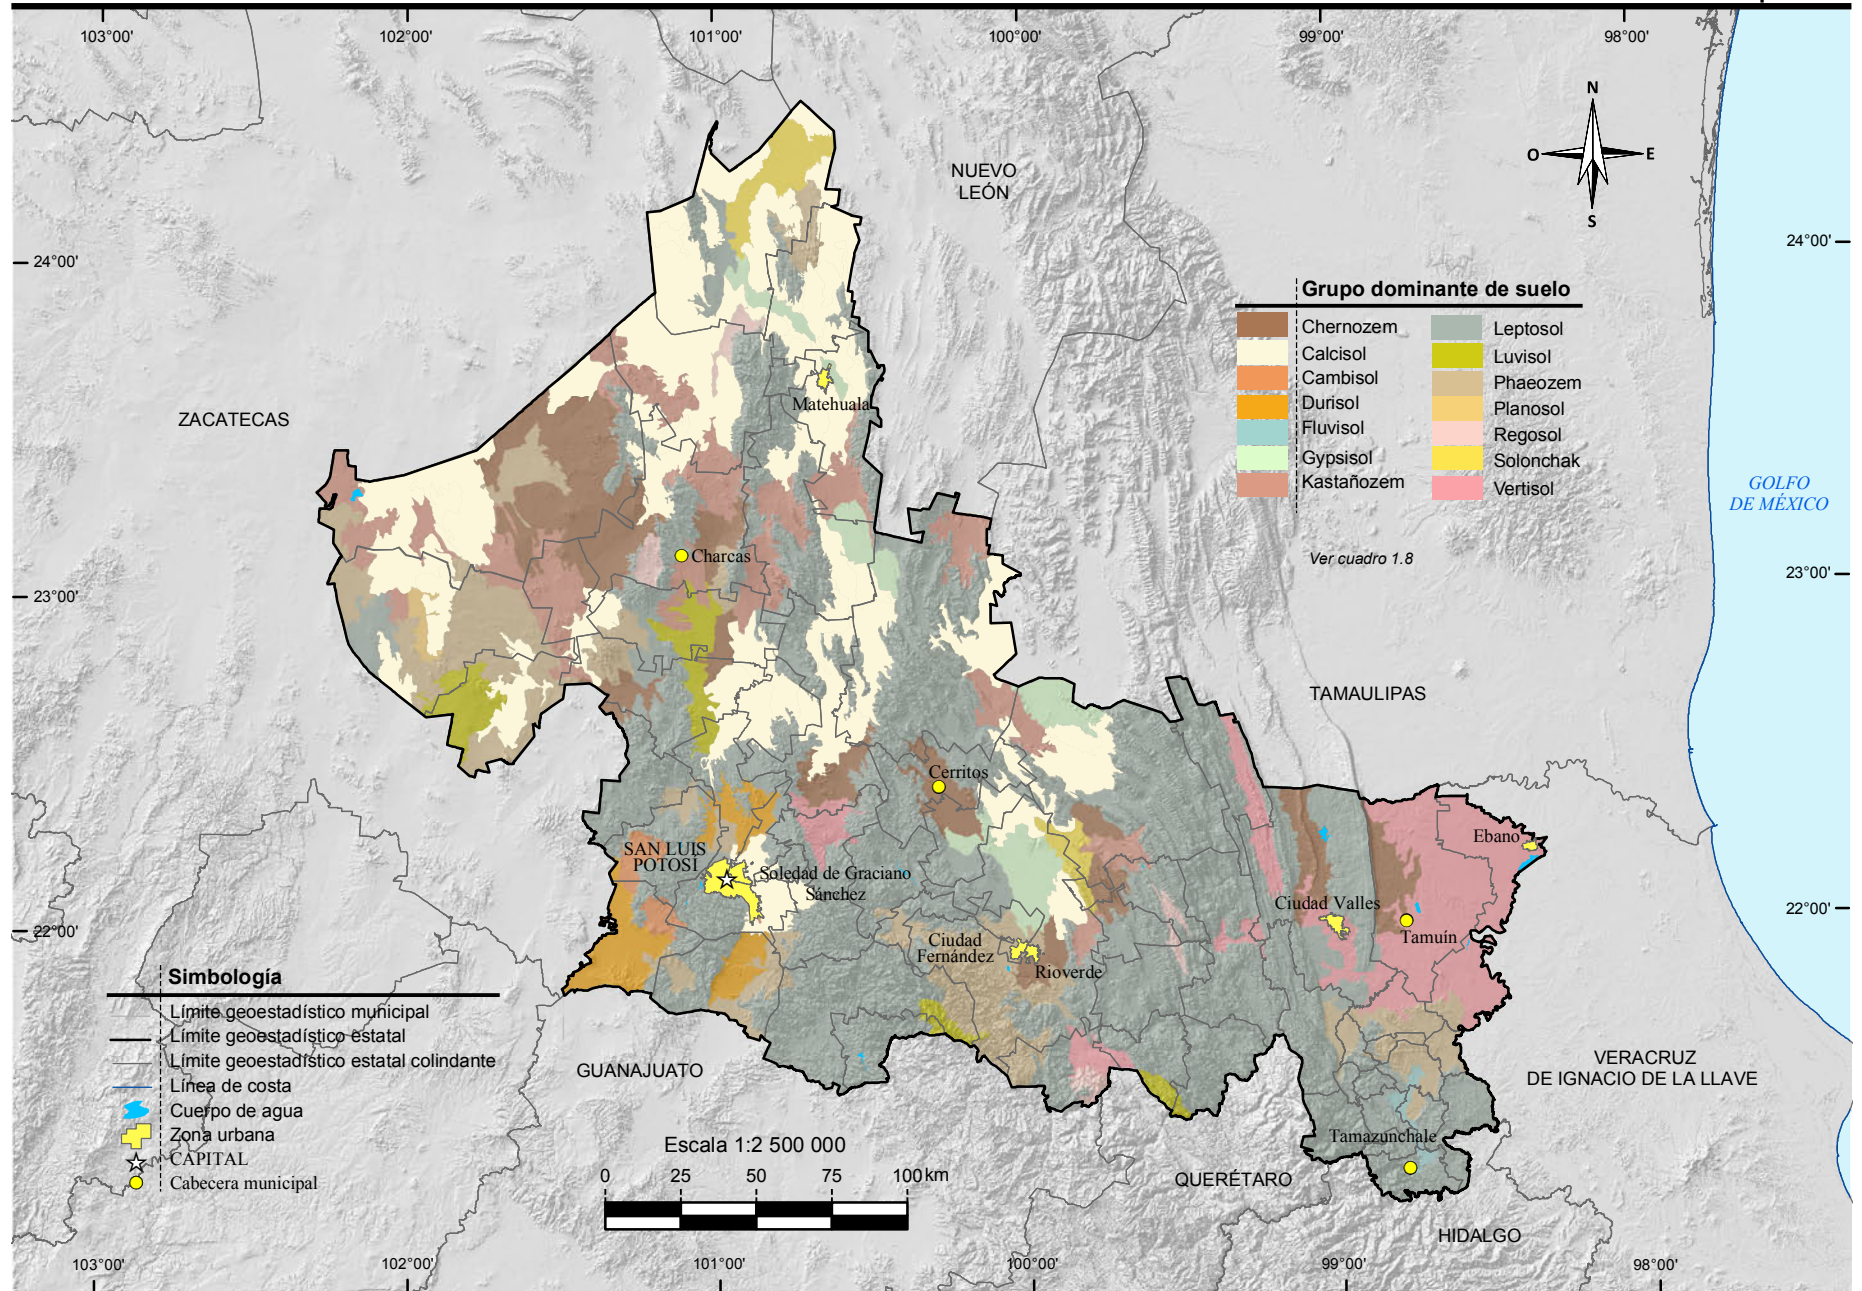 103°00'
102°00'
101°00'
100°00'
99°00'
98°00'
N
O
E
S
NUEVO
LEÓN
24°00'
24°00'
Grupo dominante de suelo
Chernozem
Calcisol
Cambisol
Durisol
Fluvisol
Gypsisol
Kastañozem
Leptosol
Luvisol
Phaeozem
Planosol
Regosol
Solonchak
Vertisol
Ver cuadro 1.8
ZACATECAS
Matehuala
GOLFO
DE MÉXICO
Charcas
23°00'
23°00'
TAMAULIPAS
Cerritos
Ebano
SAN LUIS
POTOSÍ
Soledad de Graciano
Sánchez
Ciudad Valles
Tamuín
22°00'
22°00'
Ciudad
Fernández
Rioverde
Simbología
Límite geoestadístico municipal
Límite geoestadístico estatal
Límite geoestadístico estatal colindante
Línea de costa
Cuerpo de agua
Zona urbana
CAPITAL
Cabecera municipal
GUANAJUATO
VERACRUZ
DE IGNACIO DE LA LLAVE
Escala 1:2 500 000
0
25
50
75
100 km
Tamazunchale
QUERÉTARO
HIDALGO
103°00'
102°00'
101°00'
100°00'
99°00'
98°00'